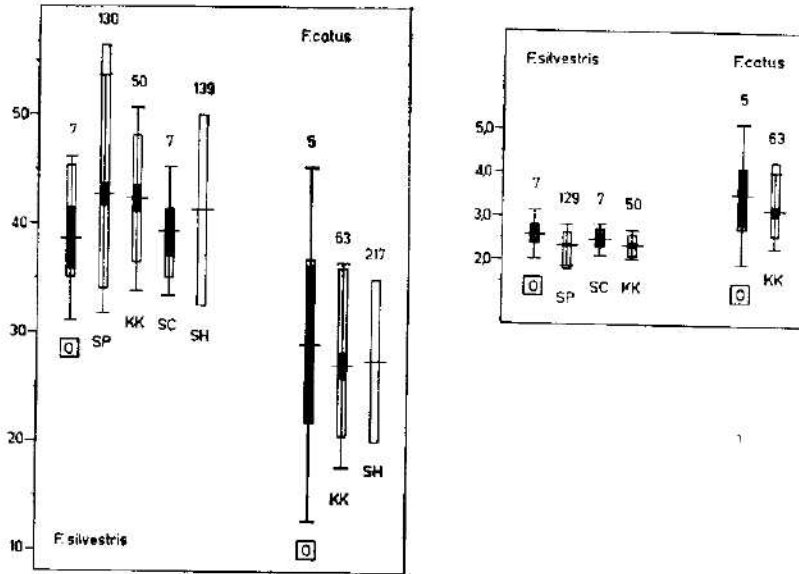 F.catus
130
50
139
7
7
50
5
40
63
217
30
O
SP
KK
SC
SH
20
SH
KK
10
F. silvestris
O
F.silvestris
F.catus
5
5,0
63
4,0
7
129
7
50
3,0
2,0
O
SP
SC
KK
KK
O